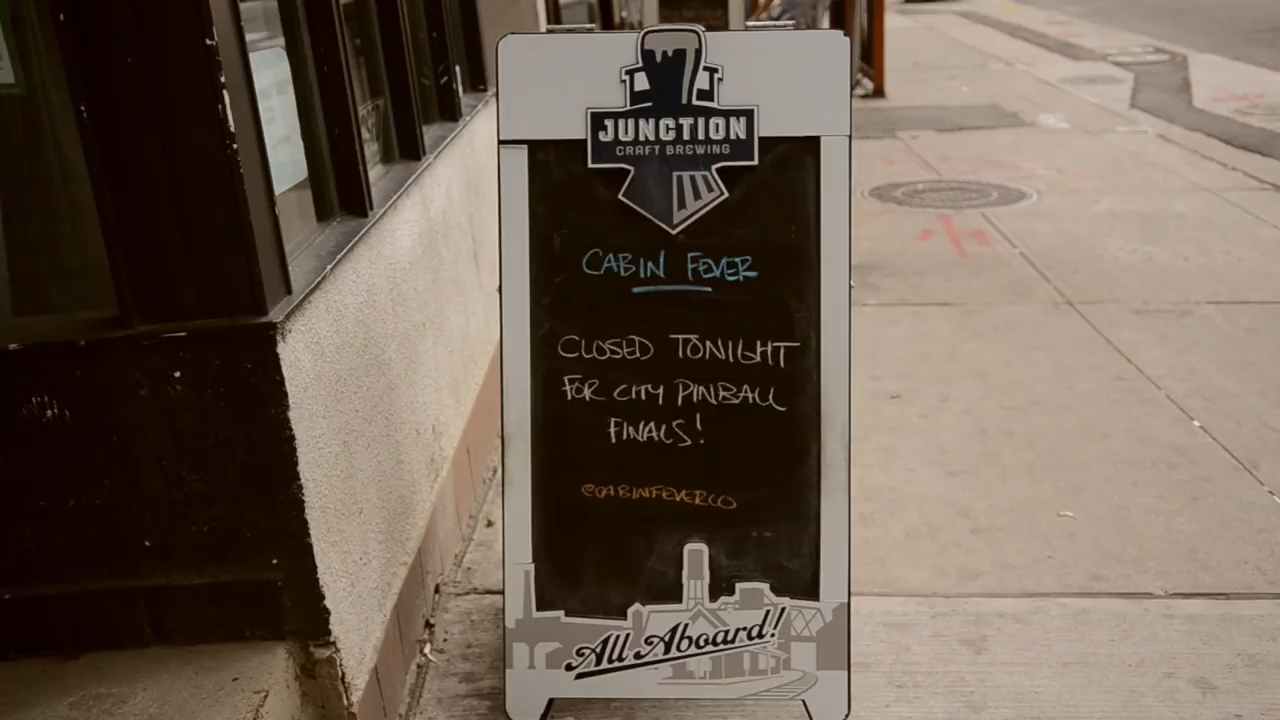 JUNCTION
CRAFT BREWING
CABIN FEVER
CLOSED TONIGHT
FOR CITY PINBALL
FINALS!
@CABINFEVERCO
All Aboard!